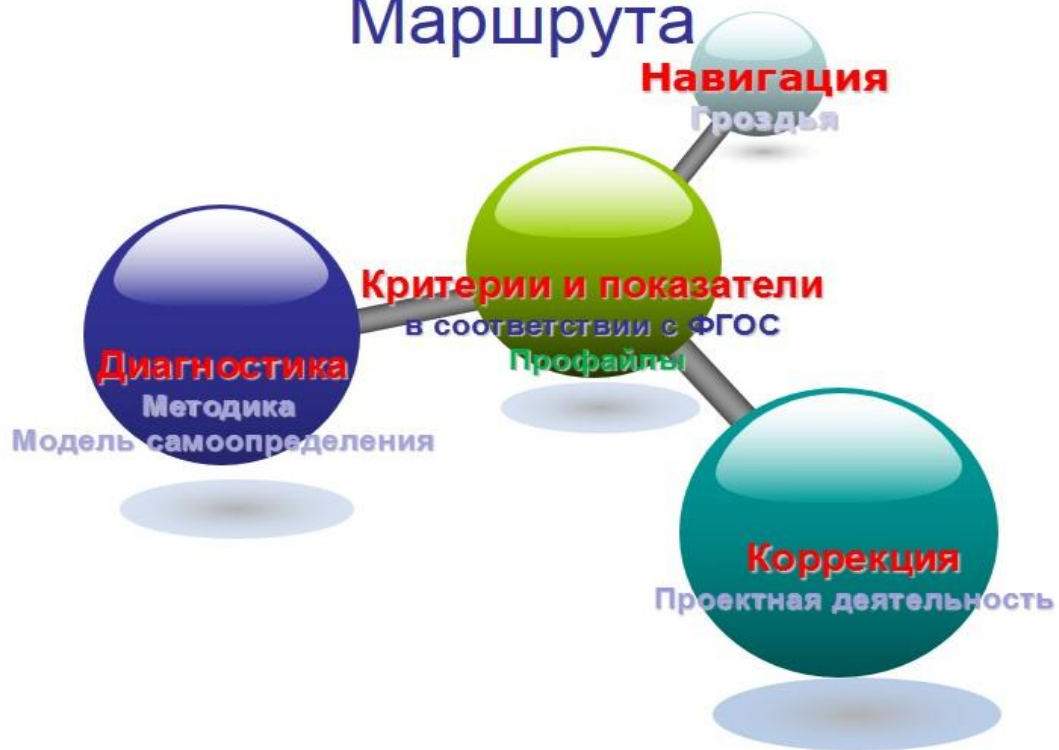 Маршрута
Навигация
Гроздья
Критерии и показатели
в соответствии с ФГОС
Профайлы
Диагностика
Методика
Модель самоопределения
Коррекция
Проектная деятельность